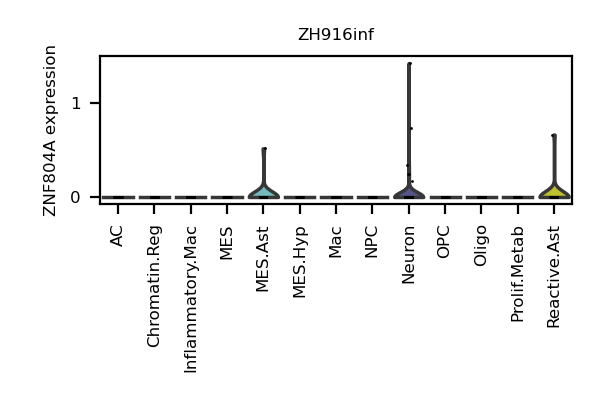 ZH916inf
ZNF804A expression
1
0
AC
Chromatin.Reg
Inflammatory.Mac
MES
MES.Ast
MES.Hyp
Mac
NPC
Neuron
OPC
Oligo
Prolif.Metab
Reactive.Ast